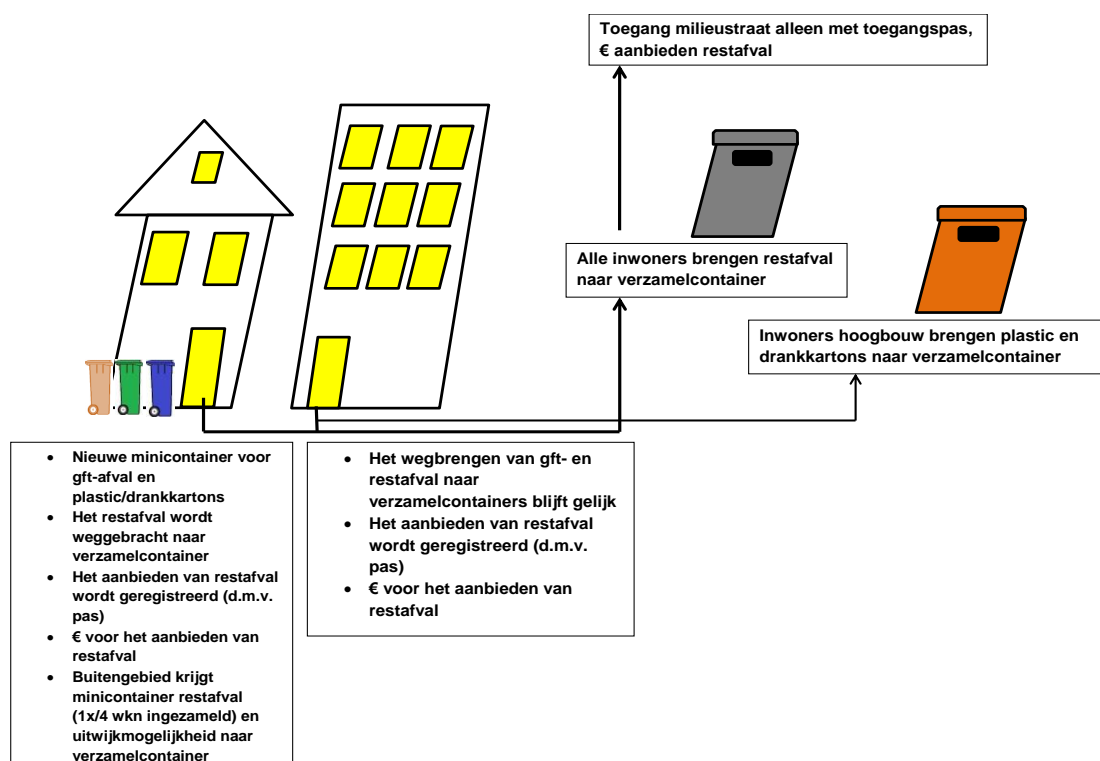 Toegang milieustraat alleen met toegangspas,
€ aanbieden restafval
Alle inwoners brengen restafval
naar verzamelcontainer
Inwoners hoogbouw brengen plastic en
drankkartons naar verzamelcontainer
• Nieuwe minicontainer voor
gft-afval en
plastic/drankkartons
• Het restafval wordt
weggebracht naar
verzamelcontainer
• Het aanbieden van restafval
wordt geregistreerd (d.m.v.
pas)
• € voor het aanbieden van
restafval
• Buitengebied krijgt
minicontainer restafval
(1x/4 wkn ingezameld) en
uitwijkmogelijkheid naar
verzamelcontainer
• Het wegbrengen van gft- en
restafval naar
verzamelcontainers blijft gelijk
• Het aanbieden van restafval
wordt geregistreerd (d.m.v.
pas)
• € voor het aanbieden van
restafval